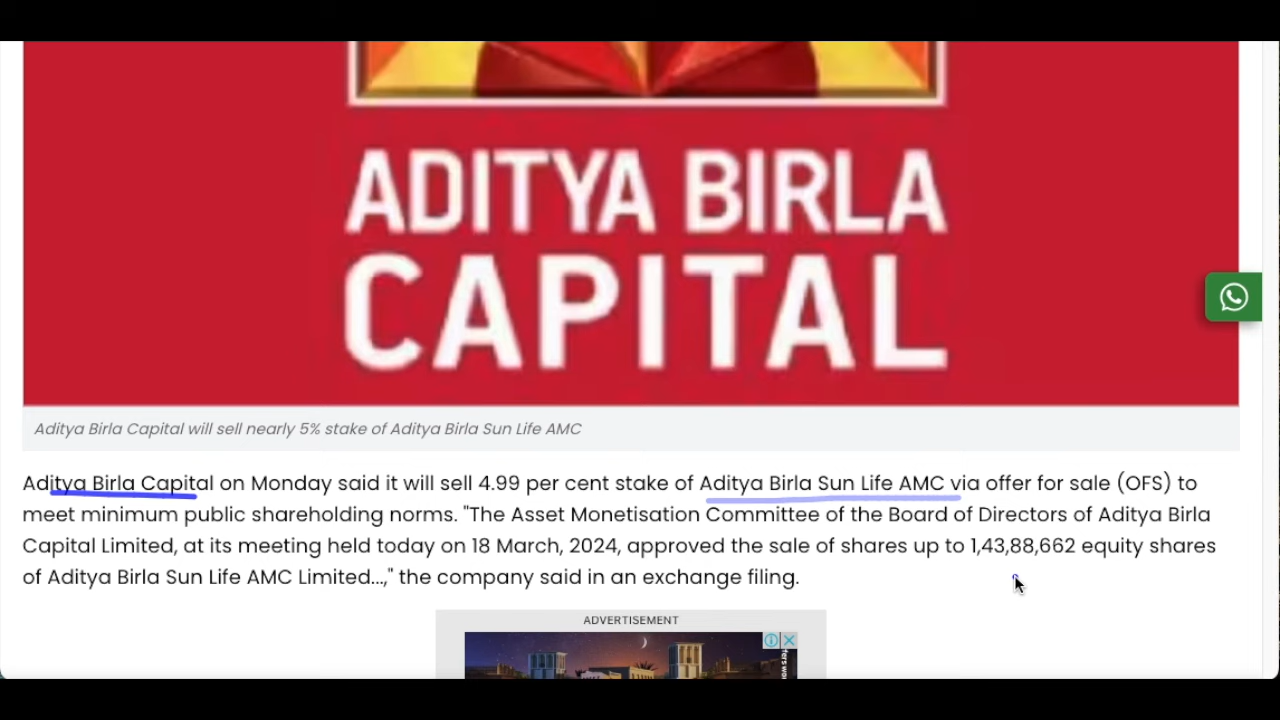 ADITYA BIRLA
CAPITAL
Aditya Birla Capital will sell nearly 5% stake of Aditya Birla Sun Life AMC
Aditya Birla Capital on Monday said it will sell 4.99 per cent stake of Aditya Birla Sun Life AMC via offer for sale (OFS) to
meet minimum public shareholding norms. "The Asset Monetisation Committee of the Board of Directors of Aditya Birla
Capital Limited, at its meeting held today on 18 March, 2024, approved the sale of shares up to 1,43,88,662 equity shares
of Aditya Birla Sun Life AMC Limited...," the company said in an exchange filing.
ADVERTISEMENT